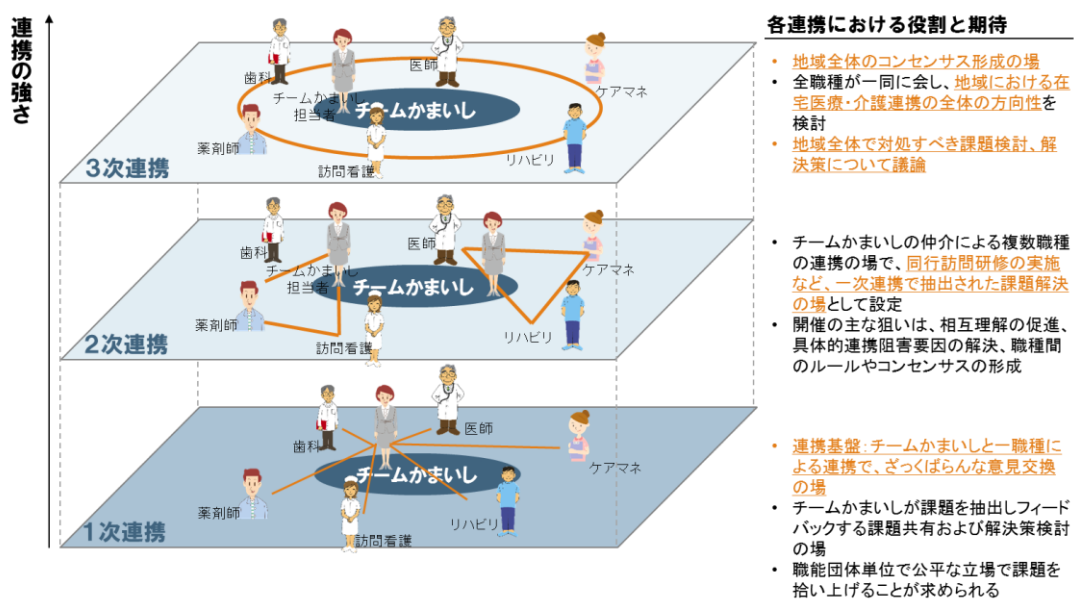 連携の強さ
歯科
チームかまいし
担当者
医師
ケアマネ
チームかまいし
薬剤師
訪問看護
リハビリ
3次連携
歯科
チームかまいし
担当者
医師
ケアマネ
チームかまいし
薬剤師
訪問看護
リハビリ
2次連携
歯科
医師
ケアマネ
チームかまいし
薬剤師
訪問看護
リハビリ
1次連携
各連携における役割と期待
• 地域全体のコンセンサス形成の場
• 全職種が一同に会し、地域における在
宅医療・介護連携の全体の方向性を
検討
• 地域全体で対処すべき課題検討、解
決策について議論
• チームかまいしの仲介による複数職種
の連携の場で、同行訪問研修の実施
など、一次連携で抽出された課題解決
の場として設定
• 開催の主な狙いは、相互理解の促進、
具体的連携阻害要因の解決、職種間
のルールやコンセンサスの形成
• 連携基盤：チームかまいしと一職種に
よる連携で、ざっくばらんな意見交換
の場
• チームかまいしが課題を抽出しフィード
バックする課題共有および解決策検討
の場
• 職能団体単位で公平な立場で課題を
拾い上げることが求められる